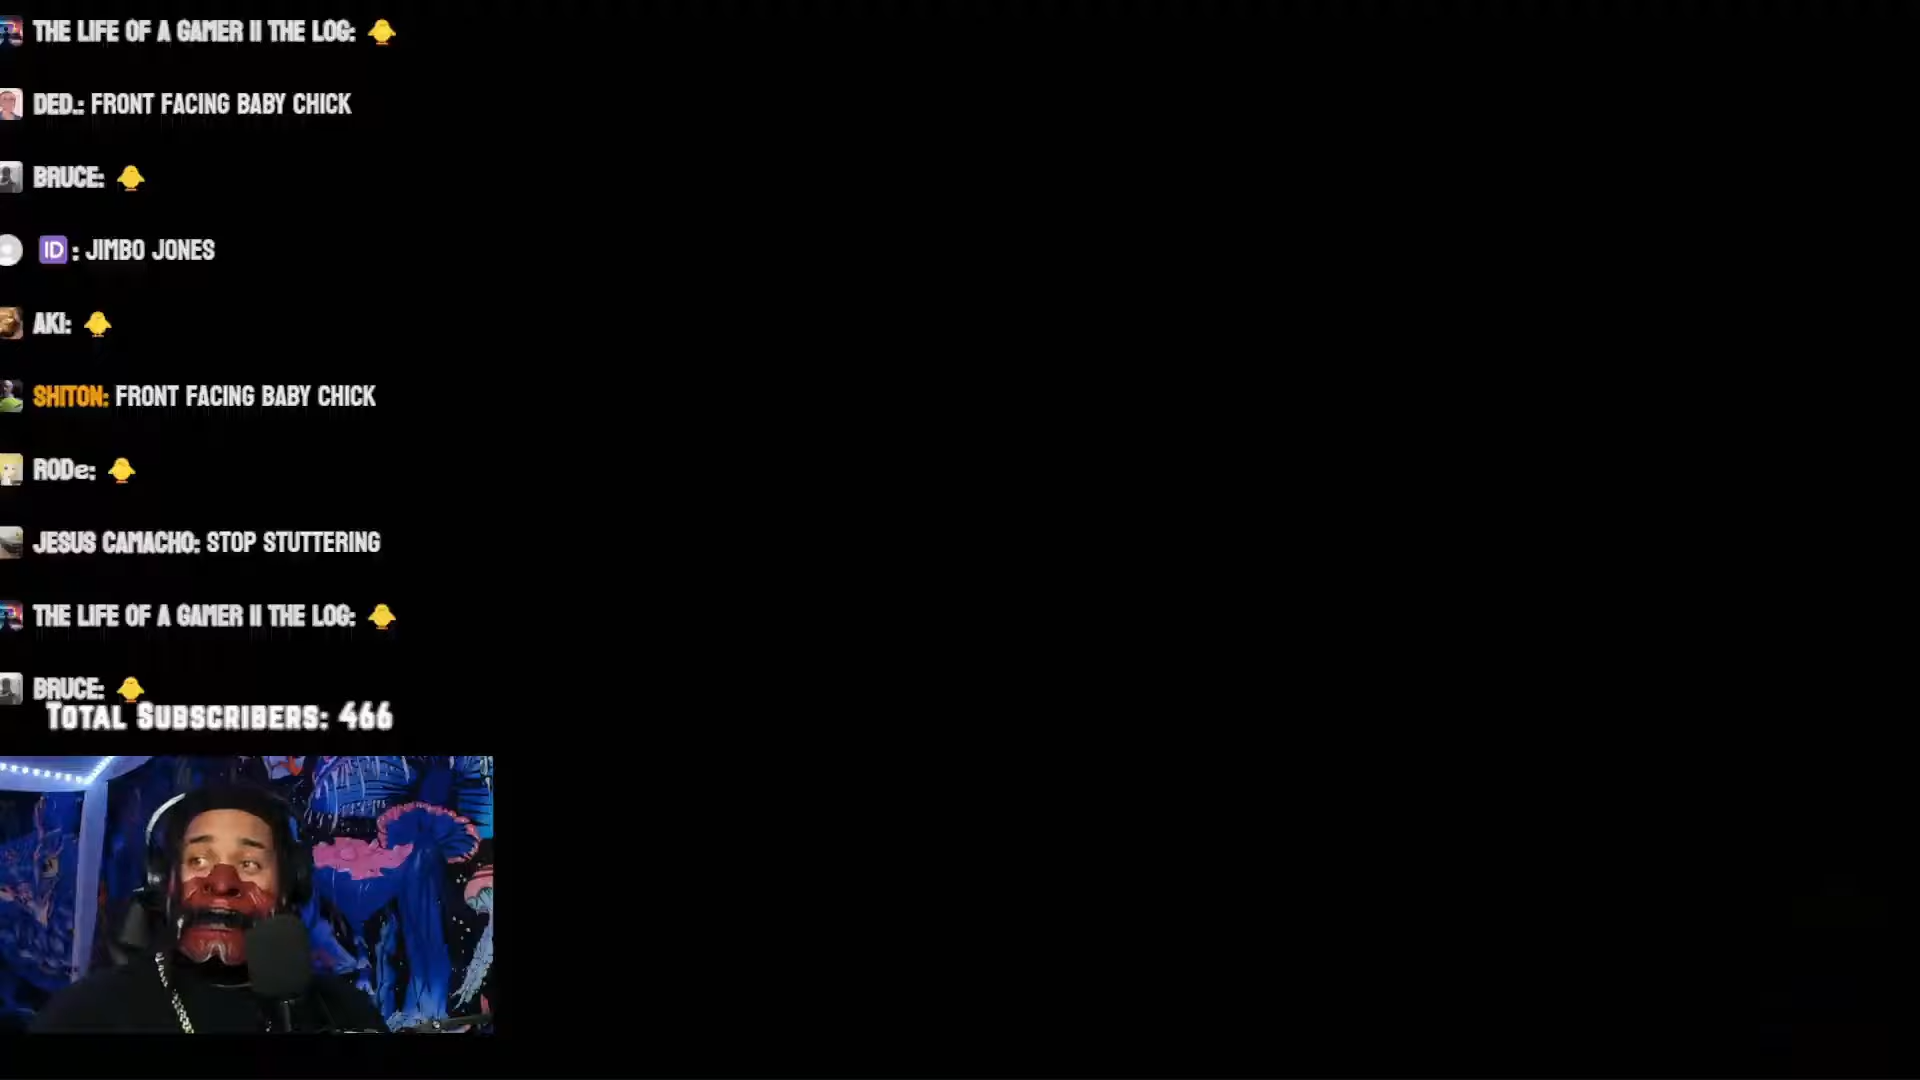 THE LIFE OF A GAMER II THE LOG: 🐥
DED.: FRONT FACING BABY CHICK
BRUCE: 🐥
🆔 : JIMBO JONES
AKI: 🐥
SHITON: FRONT FACING BABY CHICK
RODe: 🐥
JESUS CAMACHO: STOP STUTTERING
THE LIFE OF A GAMER II THE LOG: 🐥
BRUCE: 🐥
TOTAL SUBSCRIBERS: 466